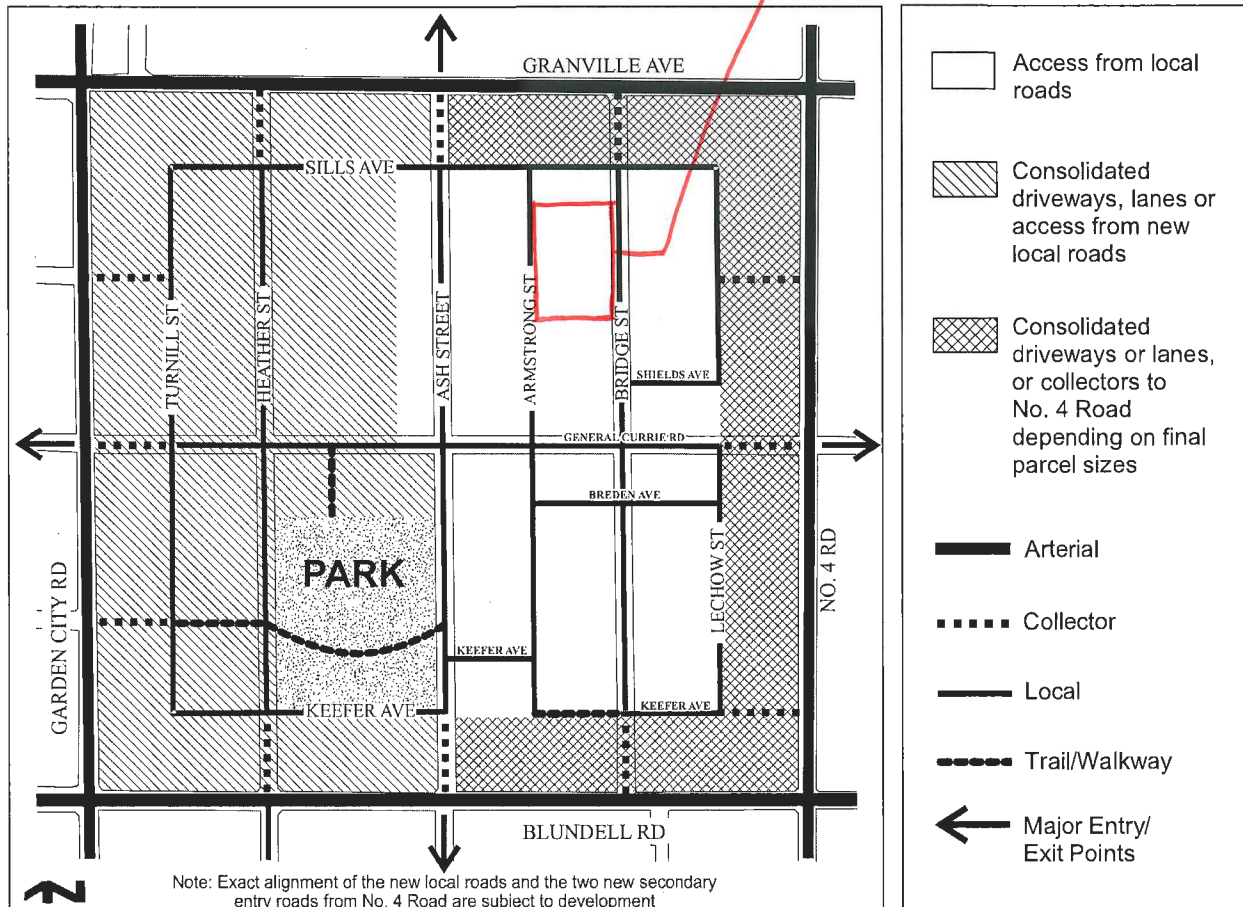 GRANVILLE AVE
SILLS AVE
TURNILL ST
HEATHER ST
ASH STREET
ARMSTRONG ST
BRIDGE ST
SHIELDS AVE
GENERAL CURRIE RD
BREDEN AVE
PARK
LECHOW ST
NO. 4 RD
GARDEN CITY RD
KEEFER AVE
KEEFER AVE
KEEFER AVE
BLUNDELL RD
Note: Exact alignment of the new local roads and the two new secondary
entry roads from No. 4 Road are subject to development
Access from local
roads
Consolidated
driveways, lanes or
access from new
local roads
Consolidated
driveways or lanes,
or collectors to
No. 4 Road
depending on final
parcel sizes
Arterial
Collector
Local
Trail/Walkway
Major Entry/
Exit Points